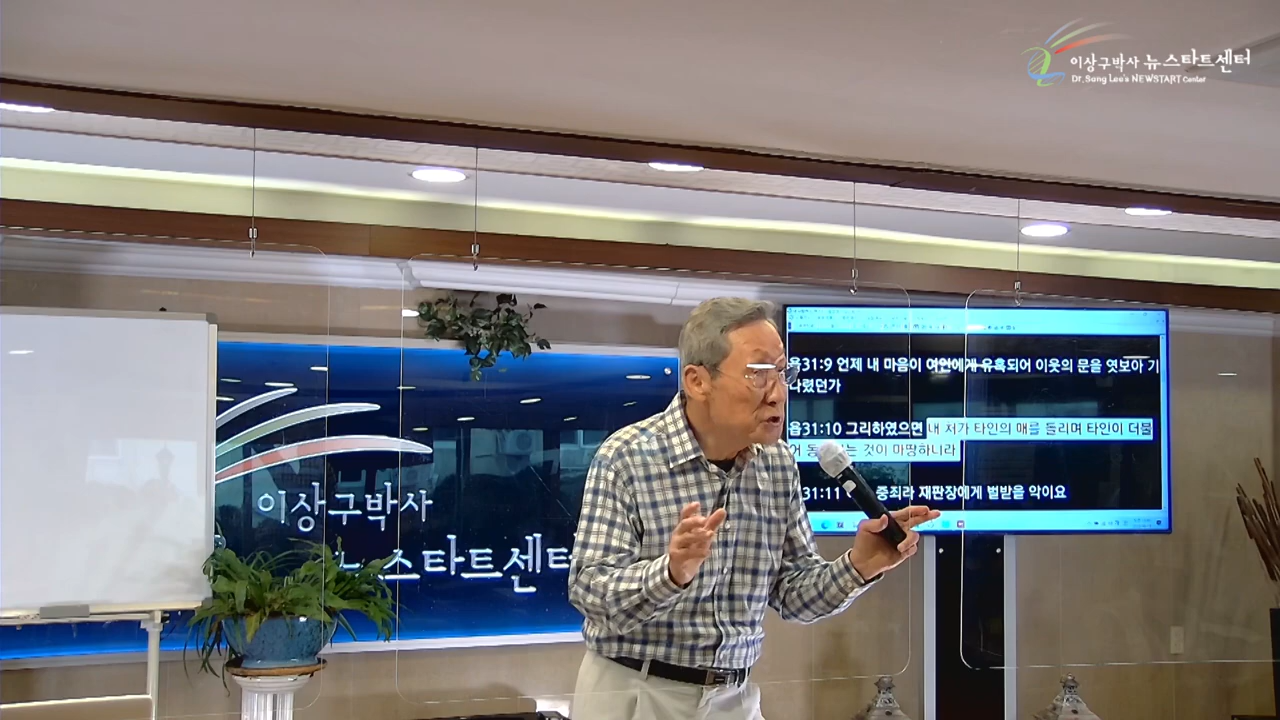 이상구박사 뉴스타트센터
Dr. Sang Lee's NEWSTART Center
욥31:9 언제 내 마음이 여인에게 유혹되어 이웃의 문을 엿보아 기
다렸던가
욥31:10 그리하였으면 내 처가 타인의 매를 돌리며 타인이 더불
어 것이 마땅하니라
31:11 중죄라 재판장에게 벌받을 악이요
이상구박사
뉴스타트센터